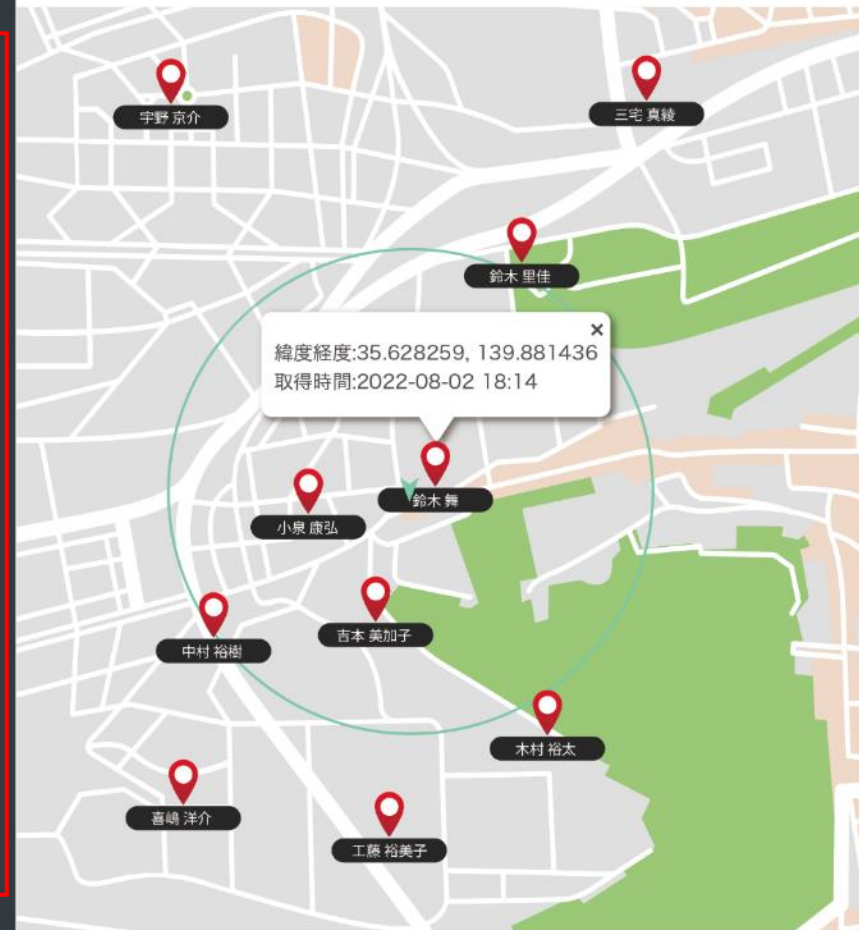 宇野 京介
三宅 真綾
鈴木 里佳
×
緯度経度:35.628259, 139.881436
取得時間:2022-08-02 18:14
鈴木 舞
小泉 康弘
吉本 美加子
中村 裕樹
木村 裕太
喜嶋 洋介
工藤 裕美子